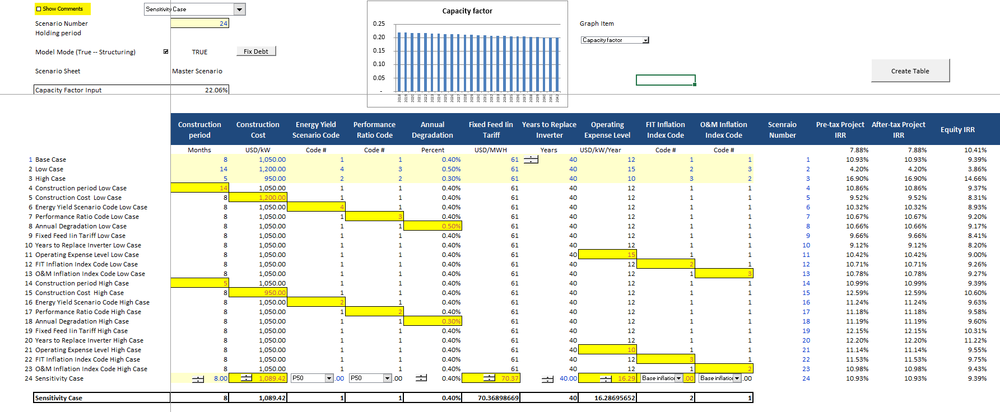 Show Comments
Sensitivity Case
Scenario Number 24
Holding period
Model Mode (True -- Structuring) TRUE Fix Debt
Scenario Sheet Master Scenario
Capacity Factor Input 22.06%
Capacity factor
0.25
0.20
0.15
0.10
0.05
-
2018 2019 2020 2021 2022 2023 2024 2025 2026 2027 2028 2029 2030 2031 2032 2033 2034 2035 2036 2037 2038 2039 2040 2041 2042
Graph Item
Capacity factor
Create Table
Construction period Construction Cost Energy Yield Scenario Code Performance Ratio Code Annual Degradation Fixed Feed Iin Tariff Years to Replace Inverter Operating Expense Level FIT Inflation Index Code O&M Inflation Index Code Scenraio Number Pre-tax Project IRR After-tax Project IRR Equity IRR
Months USD/kW Code # Code # Percent USD/MWH Years USD/kW/Year Code # Code # 7.88% 7.88% 10.41%
1 Base Case 8 1,050.00 1 1 0.40% 61 40 12 1 1 1 10.93% 10.93% 9.39%
2 Low Case 14 1,200.00 4 3 0.50% 61 40 15 2 3 2 4.20% 4.20% 3.86%
3 High Case 5 950.00 2 2 0.30% 61 40 10 3 2 3 16.90% 16.90% 14.66%
4 Construction period Low Case 14 1,050.00 1 1 0.40% 61 40 12 1 1 4 10.86% 10.86% 9.37%
5 Construction Cost  Low Case 8 1,200.00 1 1 0.40% 61 40 12 1 1 5 9.52% 9.52% 8.31%
6 Energy Yield Scenario Code Low Case 8 1,050.00 4 1 0.40% 61 40 12 1 1 6 10.32% 10.32% 8.93%
7 Performance Ratio Code Low Case 8 1,050.00 1 3 0.40% 61 40 12 1 1 7 10.67% 10.67% 9.20%
8 Annual Degradation Low Case 8 1,050.00 1 1 0.50% 61 40 12 1 1 8 10.66% 10.66% 9.17%
9 Fixed Feed Iin Tariff Low Case 8 1,050.00 1 1 0.40% 61 40 12 1 1 9 9.66% 9.66% 8.41%
10 Years to Replace Inverter Low Case 8 1,050.00 1 1 0.40% 61 40 12 1 1 10 9.12% 9.12% 8.20%
11 Operating Expense Level Low Case 8 1,050.00 1 1 0.40% 61 40 15 1 1 11 10.42% 10.42% 9.00%
12 FIT Inflation Index Code Low Case 8 1,050.00 1 1 0.40% 61 40 12 2 1 12 10.71% 10.71% 9.26%
13 O&M Inflation Index Code Low Case 8 1,050.00 1 1 0.40% 61 40 12 1 3 13 10.78% 10.78% 9.27%
14 Construction period High Case 5 1,050.00 1 1 0.40% 61 40 12 1 1 14 10.99% 10.99% 9.39%
15 Construction Cost  High Case 8 950.00 1 1 0.40% 61 40 12 1 1 15 12.59% 12.59% 10.60%
16 Energy Yield Scenario Code High Case 8 1,050.00 2 1 0.40% 61 40 12 1 1 16 11.24% 11.24% 9.63%
17 Performance Ratio Code High Case 8 1,050.00 1 2 0.40% 61 40 12 1 1 17 11.18% 11.18% 9.58%
18 Annual Degradation High Case 8 1,050.00 1 1 0.30% 61 40 12 1 1 18 11.19% 11.19% 9.60%
19 Fixed Feed Iin Tariff High Case 8 1,050.00 1 1 0.40% 61 40 12 1 1 19 12.15% 12.15% 10.31%
20 Years to Replace Inverter High Case 8 1,050.00 1 1 0.40% 61 40 12 1 1 20 12.20% 12.20% 11.22%
21 Operating Expense Level High Case 8 1,050.00 1 1 0.40% 61 40 10 1 1 21 11.14% 11.14% 9.55%
22 FIT Inflation Index Code High Case 8 1,050.00 1 1 0.40% 61 40 12 3 1 22 11.53% 11.53% 9.75%
23 O&M Inflation Index Code High Case 8 1,050.00 1 1 0.40% 61 40 12 1 2 23 10.98% 10.98% 9.43%
24 Sensitivity Case 8.00 1,089.42 P50 .00 P50 .00 0.40% 70.37 40.00 16.29 Base inflatio .00 Base inflatio .00 24 10.93% 10.93% 9.39%
Sensitivity Case 8 1,089.42 1 1 0.40% 70.36898669 40 16.28695652 2 1